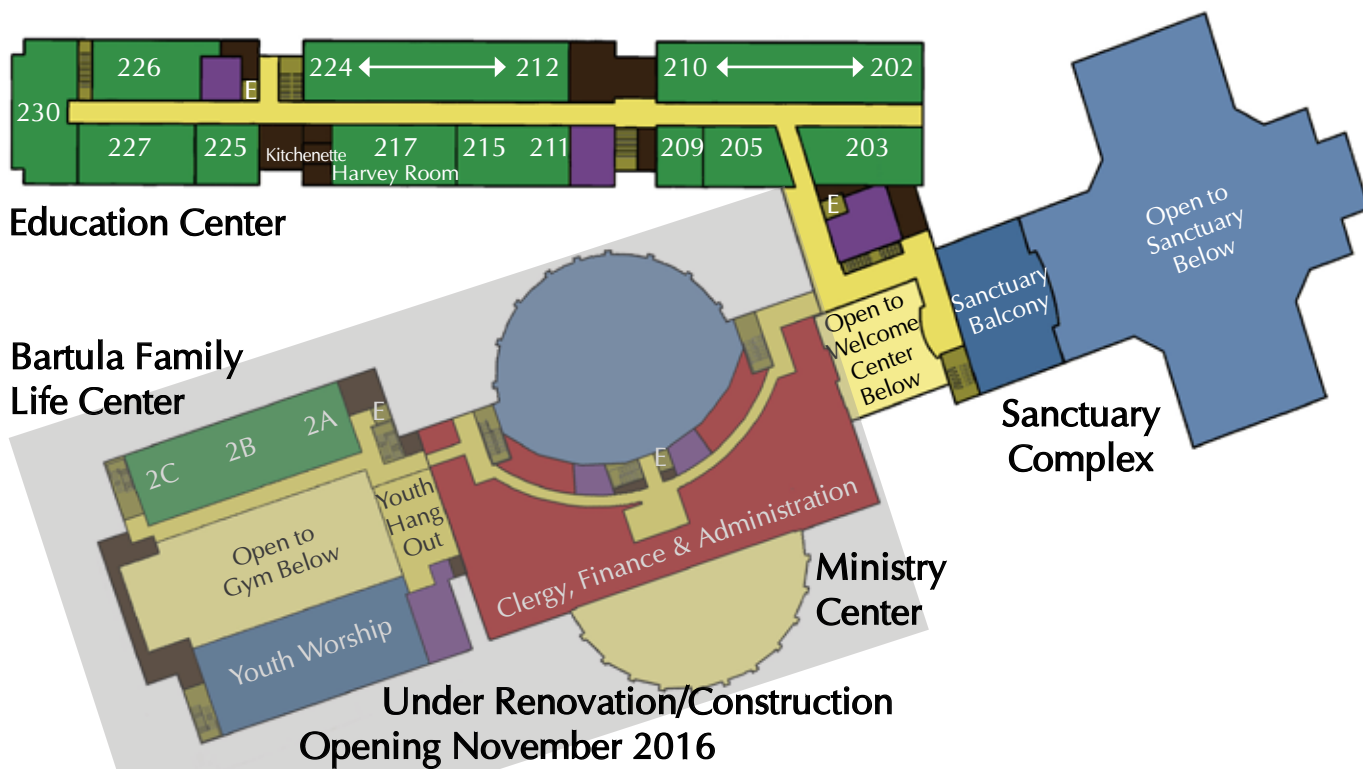 226
E
224
212
210
202
230
227
225
Kitchenette
217
Harvey Room
215
211
209
205
203
E
Education Center
Open to
Sanctuary
Below
Sanctuary
Balcony
Open to
Welcome
Center
Below
Bartula Family
Life Center
E
2A
2B
2C
Sanctuary
Complex
E
Youth
Hang
Out
Open to
Gym Below
Clergy, Finance & Administration
Ministry
Center
Youth Worship
Under Renovation/Construction
Opening November 2016